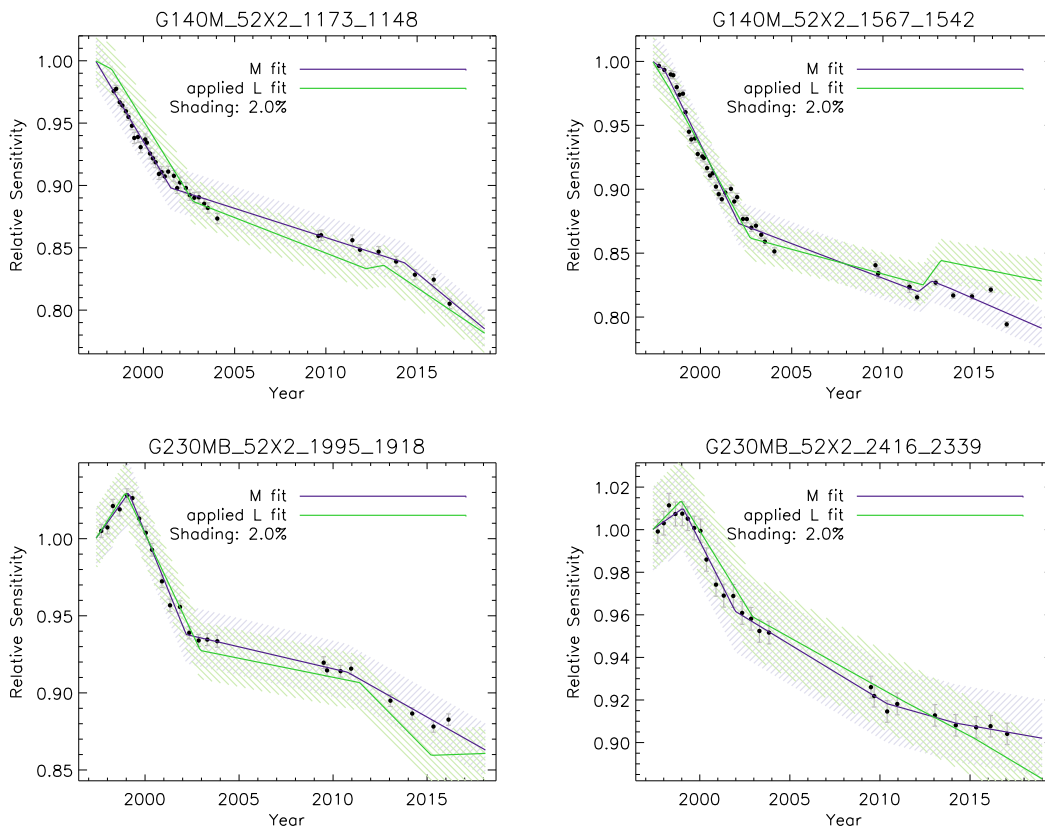 G140M_52X2_1173_1148
M fit
applied L fit
Shading: 2.0%
Relative Sensitivity
1.00
0.95
0.90
0.85
0.80
2000
2005
2010
2015
Year
G140M_52X2_1567_1542
M fit
applied L fit
Shading: 2.0%
Relative Sensitivity
1.00
0.95
0.90
0.85
0.80
2000
2005
2010
2015
Year
G230MB_52X2_1995_1918
M fit
applied L fit
Shading: 2.0%
Relative Sensitivity
1.00
0.95
0.90
0.85
2000
2005
2010
2015
Year
G230MB_52X2_2416_2339
M fit
applied L fit
Shading: 2.0%
Relative Sensitivity
1.02
1.00
0.98
0.96
0.94
0.92
0.90
2000
2005
2010
2015
Year